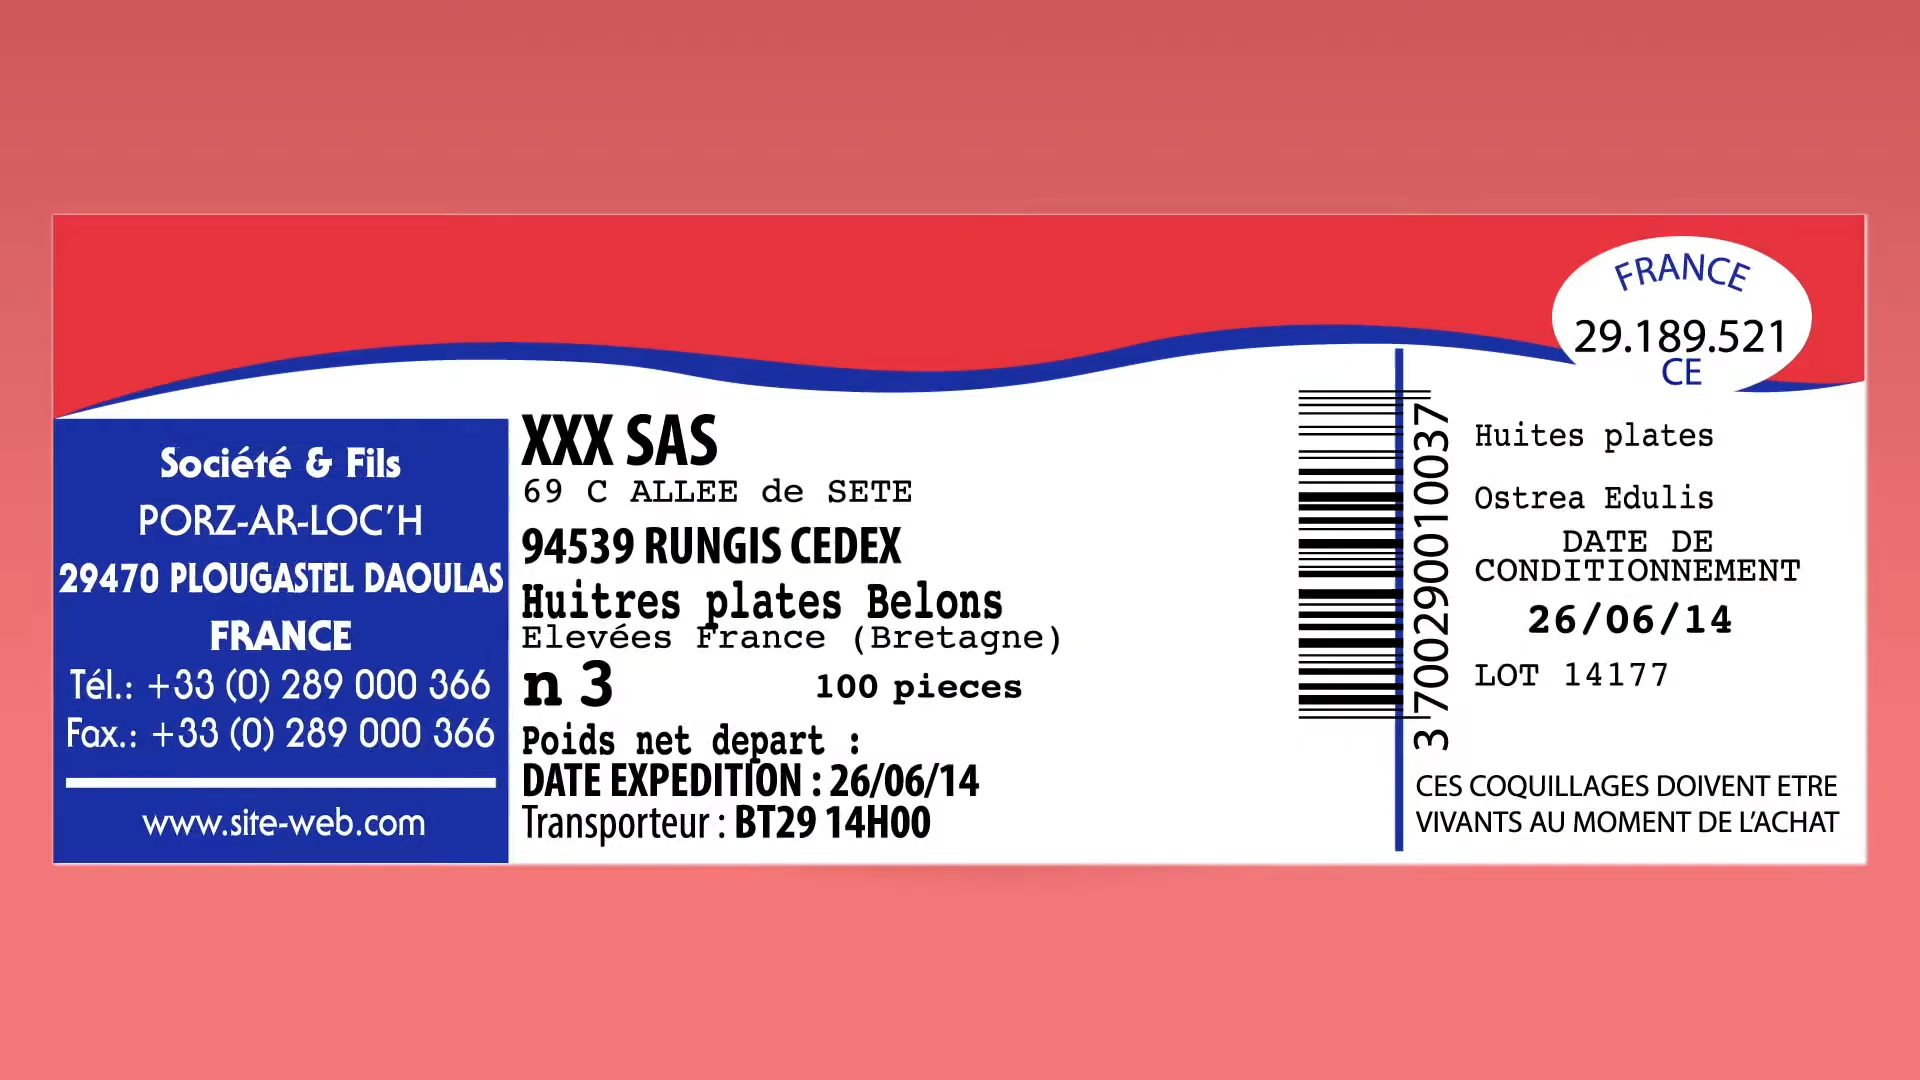 FRANCE
29.189.521
CE
Société & Fils
PORZ-AR-LOC'H
29470 PLOUGASTEL DAOULAS
FRANCE
Tél.: +33 (0) 289 000 366
Fax.: +33 (0) 289 000 366
www.site-web.com
XXX SAS
69 C ALLEE de SETE
94539 RUNGIS CEDEX
Huitres plates Belons
Elevées France (Bretagne)
n 3 100 pieces
Poids net depart :
DATE EXPEDITION : 26/06/14
Transporteur : BT29 14H00
3700290010037
Huites plates
Ostrea Edulis
DATE DE
CONDITIONNEMENT
26/06/14
LOT 14177
CES COQUILLAGES DOIVENT ETRE
VIVANTS AU MOMENT DE L'ACHAT